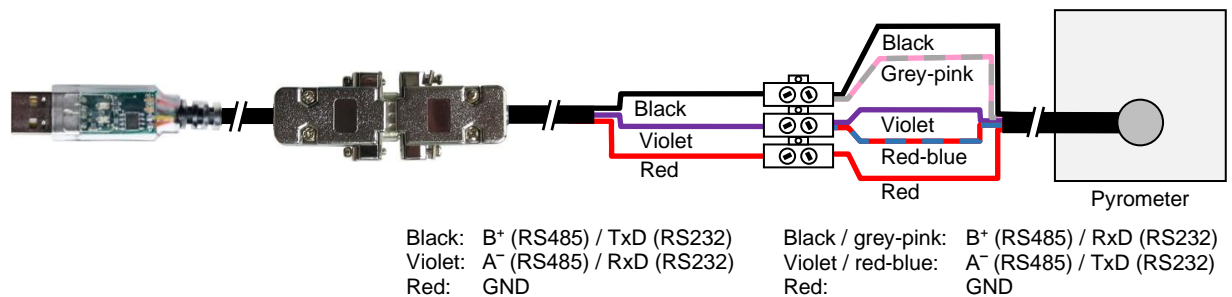 Black
Grey-pink
Black
Violet
Violet
Red-blue
Red
Red
Pyrometer
Black: B⁺ (RS485) / TxD (RS232)
Violet: A⁻ (RS485) / RxD (RS232)
Red: GND
Black / grey-pink: B⁺ (RS485) / RxD (RS232)
Violet / red-blue: A⁻ (RS485) / TxD (RS232)
Red: GND